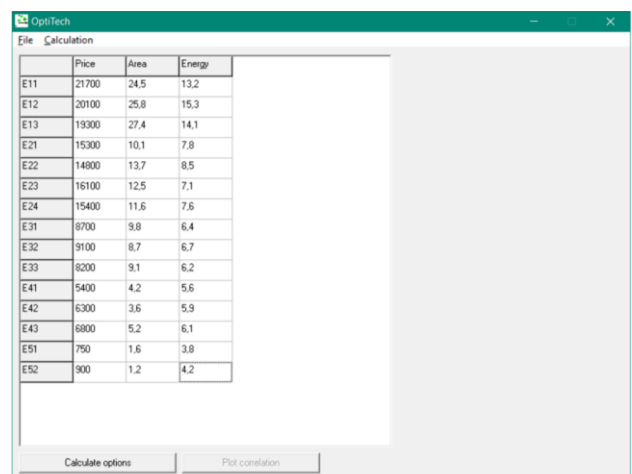 OptiTech
File Calculation
Price Area Energy
E11 21700 24,5 13,2
E12 20100 25,8 15,3
E13 19300 27,4 14,1
E21 15300 10,1 7,8
E22 14800 13,7 8,5
E23 16100 12,5 7,1
E24 15400 11,6 7,6
E31 8700 9,8 6,4
E32 9100 8,7 6,7
E33 8200 9,1 6,2
E41 5400 4,2 5,6
E42 6300 3,6 5,9
E43 6800 5,2 6,1
E51 750 1,6 3,8
E52 900 1,2 4,2
Calculate options Plot correlation